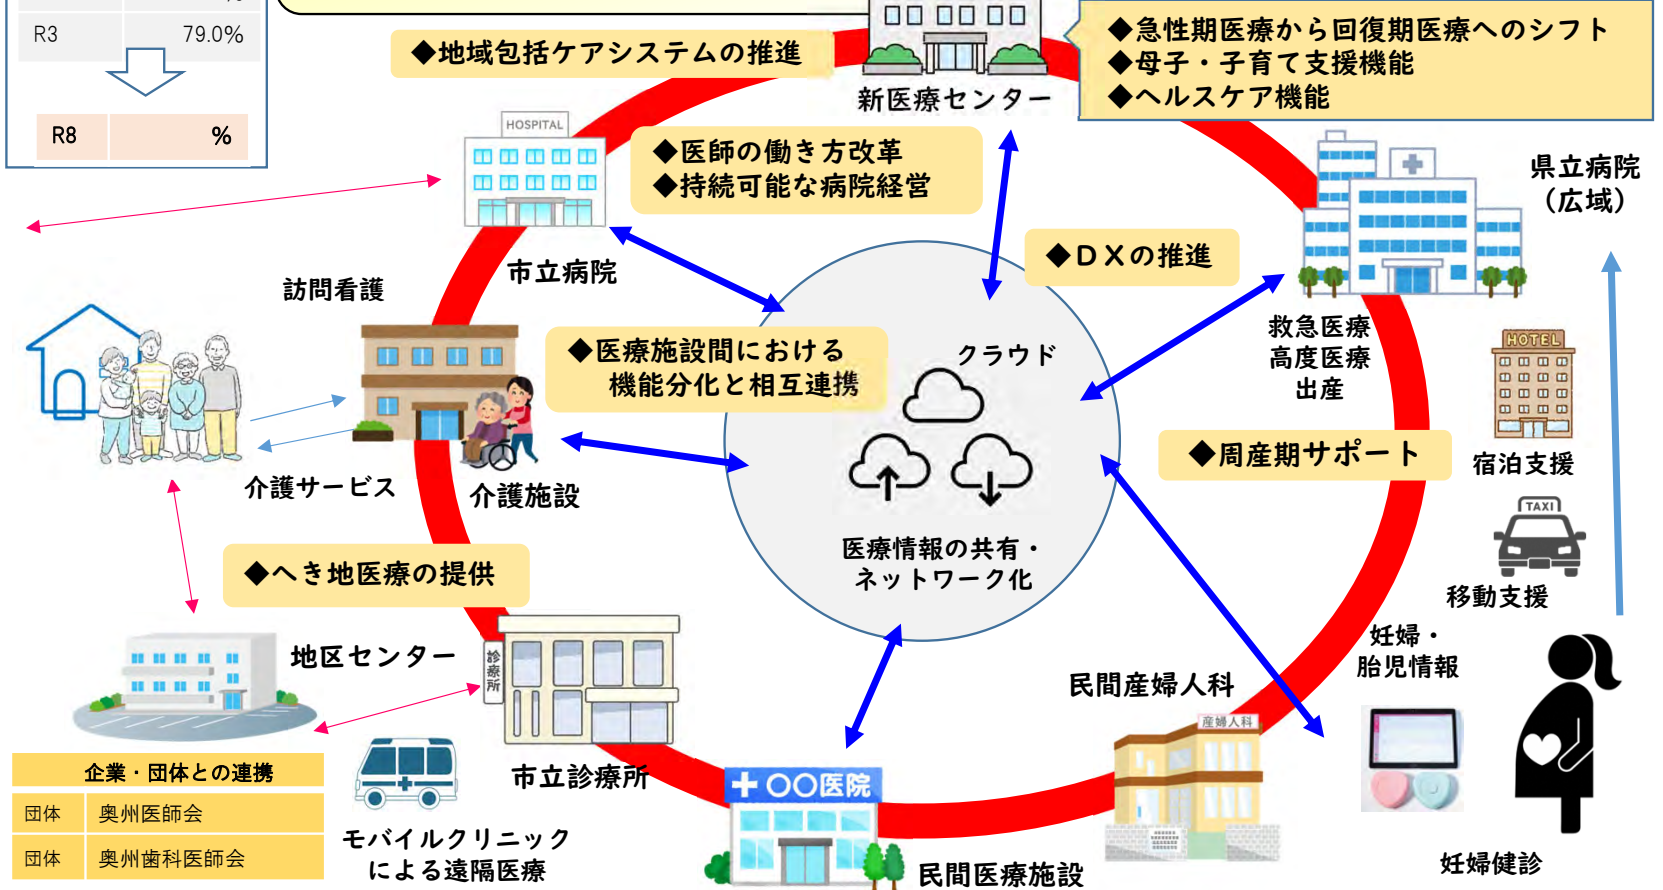 R3 79.0%
R8 %
◆地域包括ケアシステムの推進
新医療センター
◆急性期医療から回復期医療へのシフト
◆母子・子育て支援機能
◆ヘルスケア機能
HOSPITAL
市立病院
◆医師の働き方改革
◆持続可能な病院経営
県立病院
（広域）
◆ＤＸの推進
訪問看護
救急医療
高度医療
出産
HOTEL
宿泊支援
◆医療施設間における
機能分化と相互連携
クラウド
医療情報の共有・
ネットワーク化
◆周産期サポート
介護サービス
介護施設
TAXI
移動支援
◆へき地医療の提供
地区センター
診療所
市立診療所
妊婦・
胎児情報
民間産婦人科
産婦人科
企業・団体との連携
団体 奥州医師会
団体 奥州歯科医師会
モバイルクリニック
による遠隔医療
〇〇医院
民間医療施設
妊婦健診